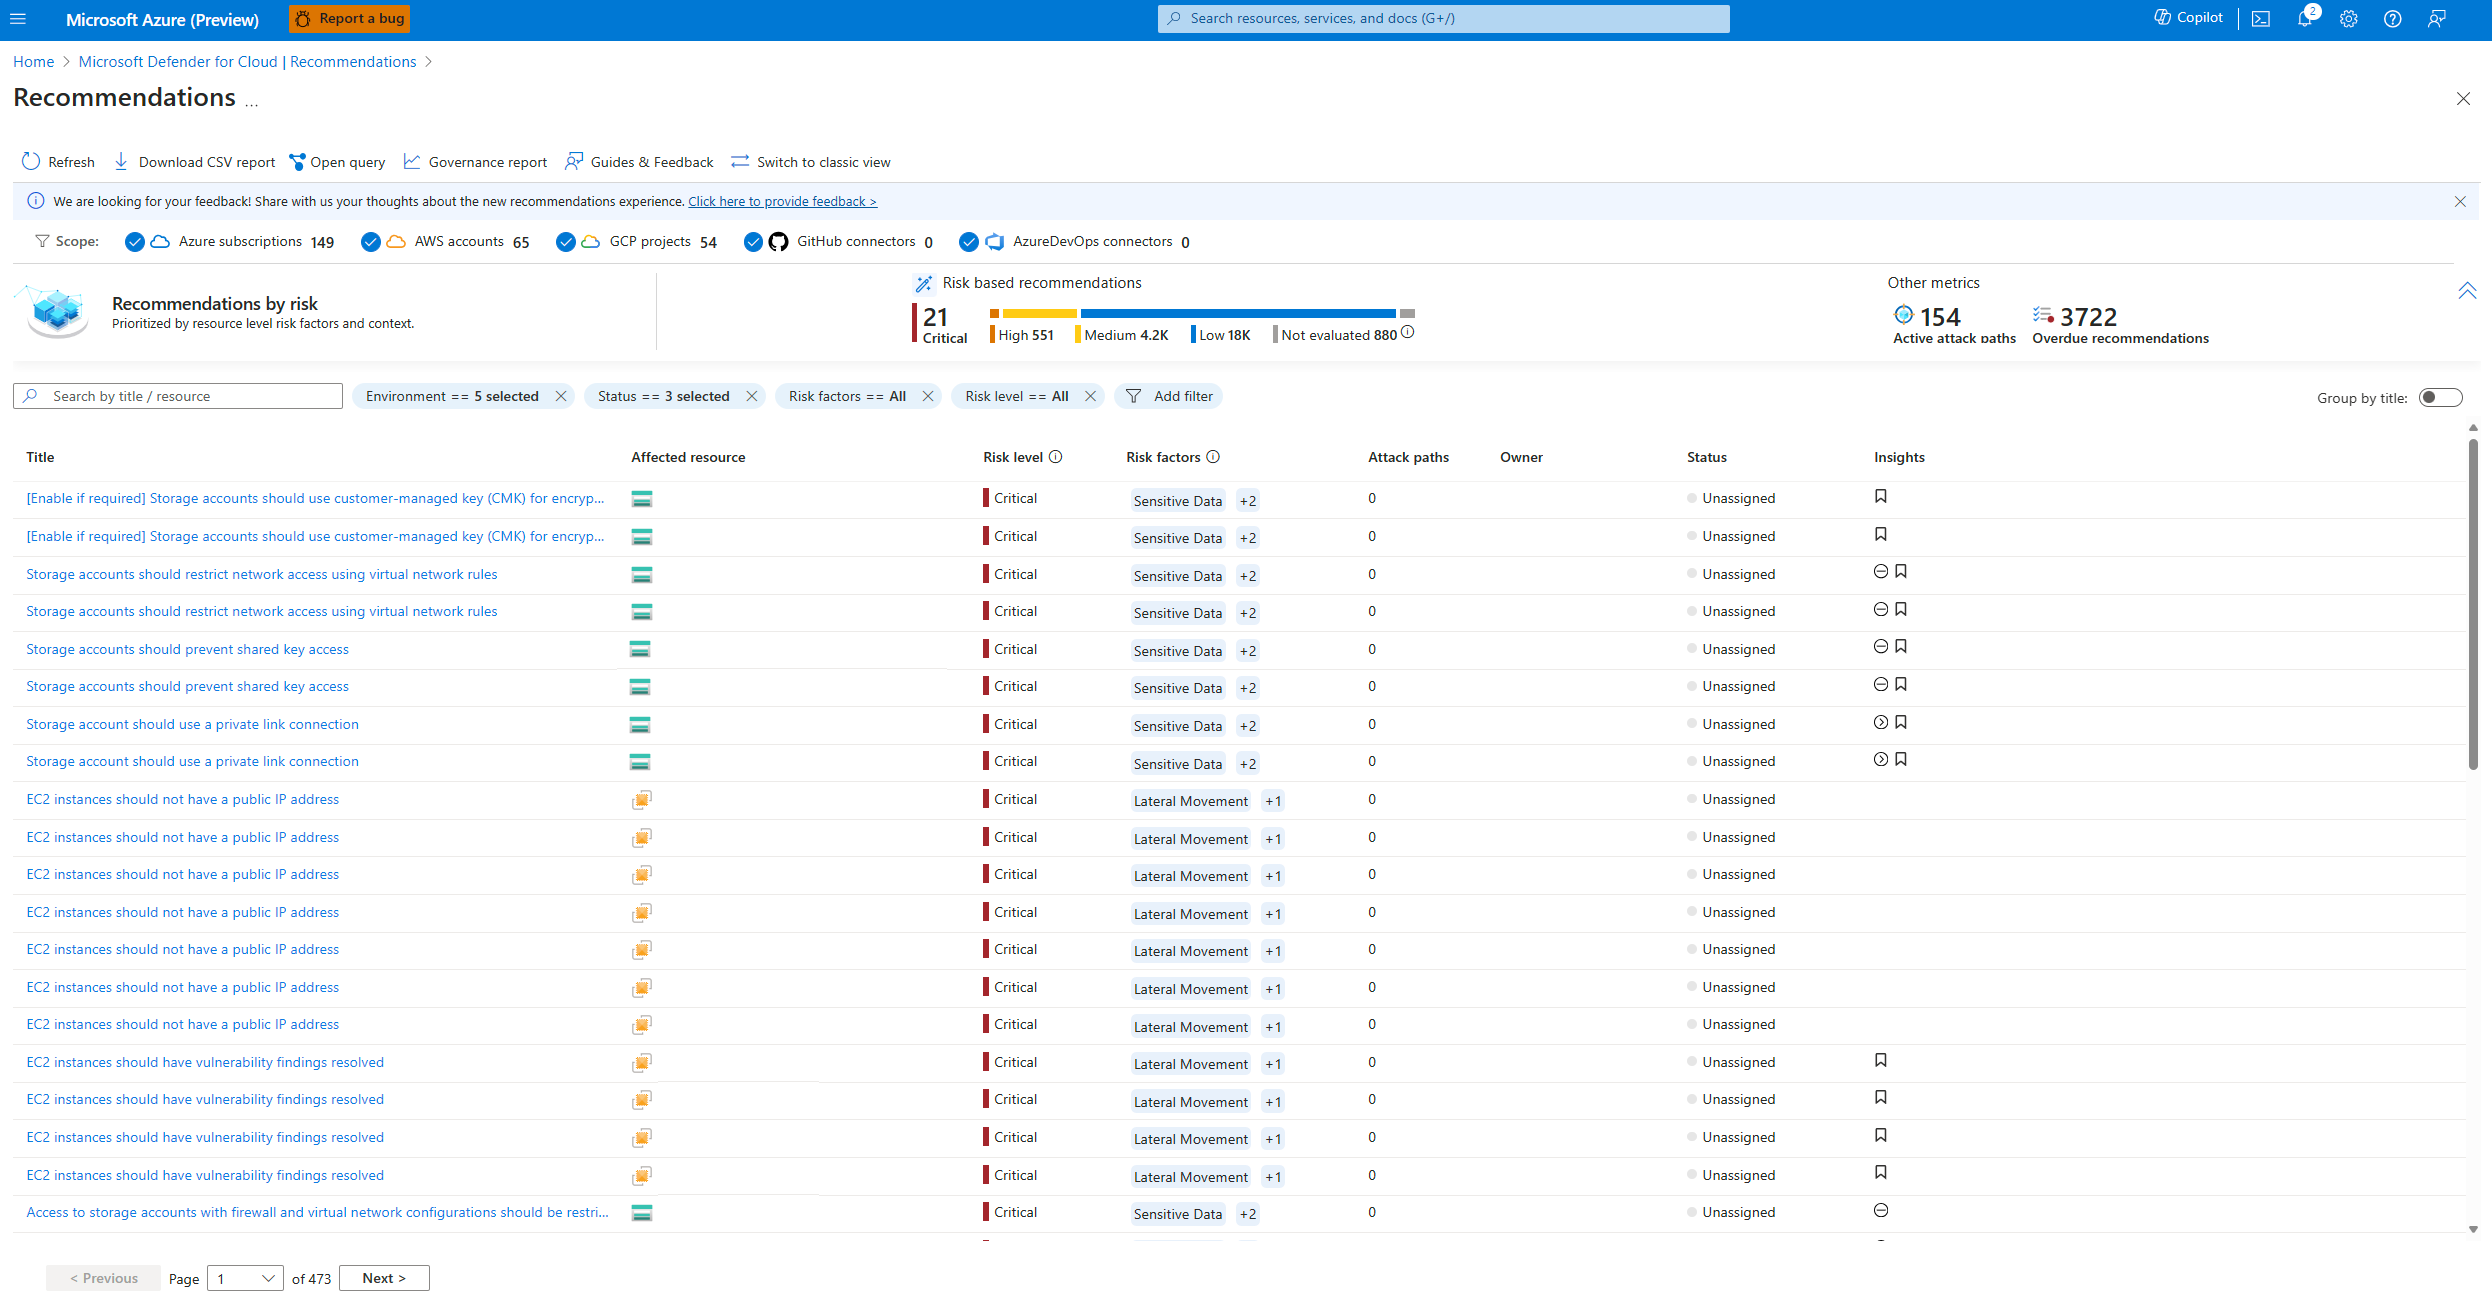 Microsoft Azure (Preview) Report a bug Search resources, services, and docs (G+/) Copilot 2
Home > Microsoft Defender for Cloud | Recommendations >
Recommendations ...
Refresh Download CSV report Open query Governance report Guides & Feedback Switch to classic view
We are looking for your feedback! Share with us your thoughts about the new recommendations experience. Click here to provide feedback >
Scope: Azure subscriptions 149 AWS accounts 65 GCP projects 54 GitHub connectors 0 AzureDevOps connectors 0
Recommendations by risk
Prioritized by resource level risk factors and context.
Risk based recommendations
21
Critical
High 551 Medium 4.2K Low 18K Not evaluated 880
Other metrics
154
Active attack paths
3722
Overdue recommendations
Search by title / resource Environment == 5 selected Status == 3 selected Risk factors == All Risk level == All Add filter Group by title:
Title Affected resource Risk level Risk factors Attack paths Owner Status Insights
[Enable if required] Storage accounts should use customer-managed key (CMK) for encryp... Critical Sensitive Data +2 0 Unassigned
[Enable if required] Storage accounts should use customer-managed key (CMK) for encryp... Critical Sensitive Data +2 0 Unassigned
Storage accounts should restrict network access using virtual network rules Critical Sensitive Data +2 0 Unassigned
Storage accounts should restrict network access using virtual network rules Critical Sensitive Data +2 0 Unassigned
Storage accounts should prevent shared key access Critical Sensitive Data +2 0 Unassigned
Storage accounts should prevent shared key access Critical Sensitive Data +2 0 Unassigned
Storage account should use a private link connection Critical Sensitive Data +2 0 Unassigned
Storage account should use a private link connection Critical Sensitive Data +2 0 Unassigned
EC2 instances should not have a public IP address Critical Lateral Movement +1 0 Unassigned
EC2 instances should not have a public IP address Critical Lateral Movement +1 0 Unassigned
EC2 instances should not have a public IP address Critical Lateral Movement +1 0 Unassigned
EC2 instances should not have a public IP address Critical Lateral Movement +1 0 Unassigned
EC2 instances should not have a public IP address Critical Lateral Movement +1 0 Unassigned
EC2 instances should not have a public IP address Critical Lateral Movement +1 0 Unassigned
EC2 instances should not have a public IP address Critical Lateral Movement +1 0 Unassigned
EC2 instances should have vulnerability findings resolved Critical Lateral Movement +1 0 Unassigned
EC2 instances should have vulnerability findings resolved Critical Lateral Movement +1 0 Unassigned
EC2 instances should have vulnerability findings resolved Critical Lateral Movement +1 0 Unassigned
EC2 instances should have vulnerability findings resolved Critical Lateral Movement +1 0 Unassigned
Access to storage accounts with firewall and virtual network configurations should be restri... Critical Sensitive Data +2 0 Unassigned
< Previous Page 1 of 473 Next >